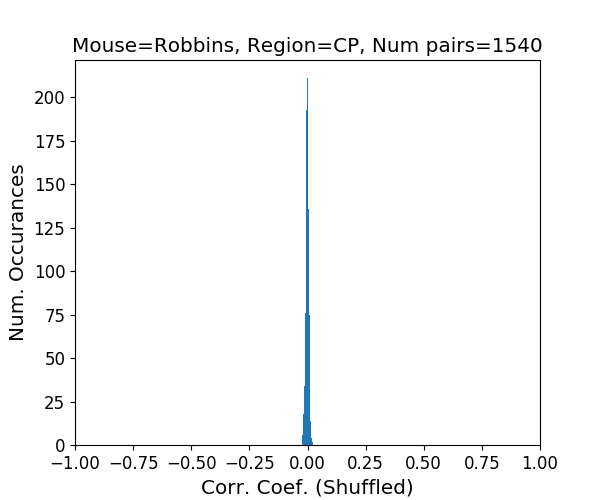 Mouse=Robbins, Region=CP, Num pairs=1540
Num. Occurances
200
175
150
125
100
75
50
25
0
−1.00 −0.75 −0.50 −0.25 0.00 0.25 0.50 0.75 1.00
Corr. Coef. (Shuffled)